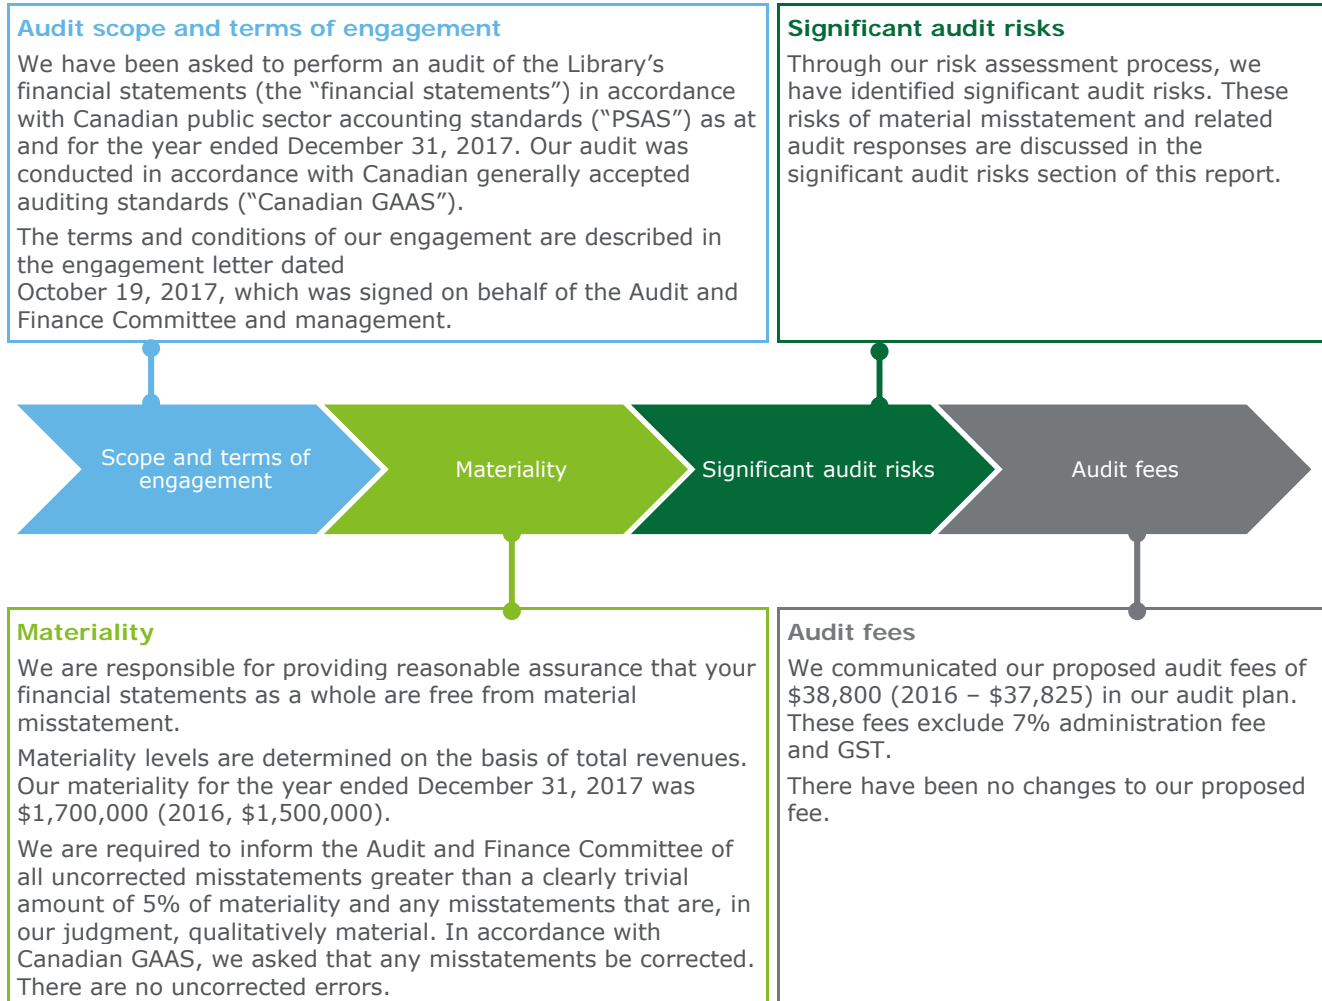 Audit scope and terms of engagement
We have been asked to perform an audit of the Library’s
financial statements (the “financial statements”) in accordance
with Canadian public sector accounting standards (“PSAS”) as at
and for the year ended December 31, 2017. Our audit was
conducted in accordance with Canadian generally accepted
auditing standards (“Canadian GAAS”).
The terms and conditions of our engagement are described in
the engagement letter dated
October 19, 2017, which was signed on behalf of the Audit and
Finance Committee and management.
Significant audit risks
Through our risk assessment process, we
have identified significant audit risks. These
risks of material misstatement and related
audit responses are discussed in the
significant audit risks section of this report.
Scope and terms of
engagement
Materiality
Significant audit risks
Audit fees
Materiality
We are responsible for providing reasonable assurance that your
financial statements as a whole are free from material
misstatement.
Materiality levels are determined on the basis of total revenues.
Our materiality for the year ended December 31, 2017 was
$1,700,000 (2016, $1,500,000).
We are required to inform the Audit and Finance Committee of
all uncorrected misstatements greater than a clearly trivial
amount of 5% of materiality and any misstatements that are, in
our judgment, qualitatively material. In accordance with
Canadian GAAS, we asked that any misstatements be corrected.
There are no uncorrected errors.
Audit fees
We communicated our proposed audit fees of
$38,800 (2016 – $37,825) in our audit plan.
These fees exclude 7% administration fee
and GST.
There have been no changes to our proposed
fee.